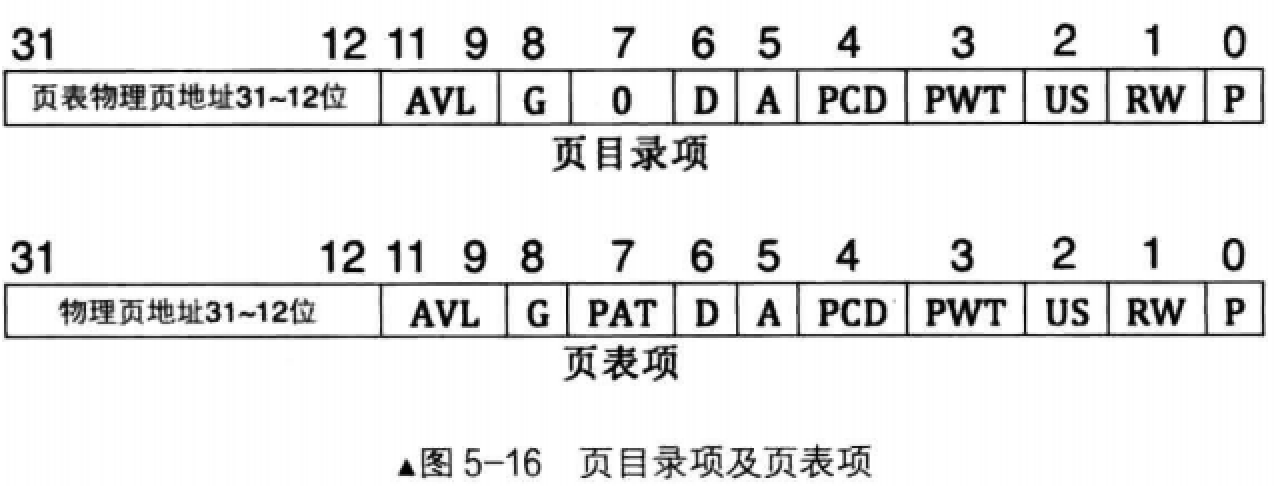 31 12 11 9 8 7 6 5 4 3 2 1 0
页表物理页地址31~12位 AVL G 0 D A PCD PWT US RW P
页目录项
31 12 11 9 8 7 6 5 4 3 2 1 0
物理页地址31~12位 AVL G PAT D A PCD PWT US RW P
页表项
▲图 5-16 页目录项及页表项